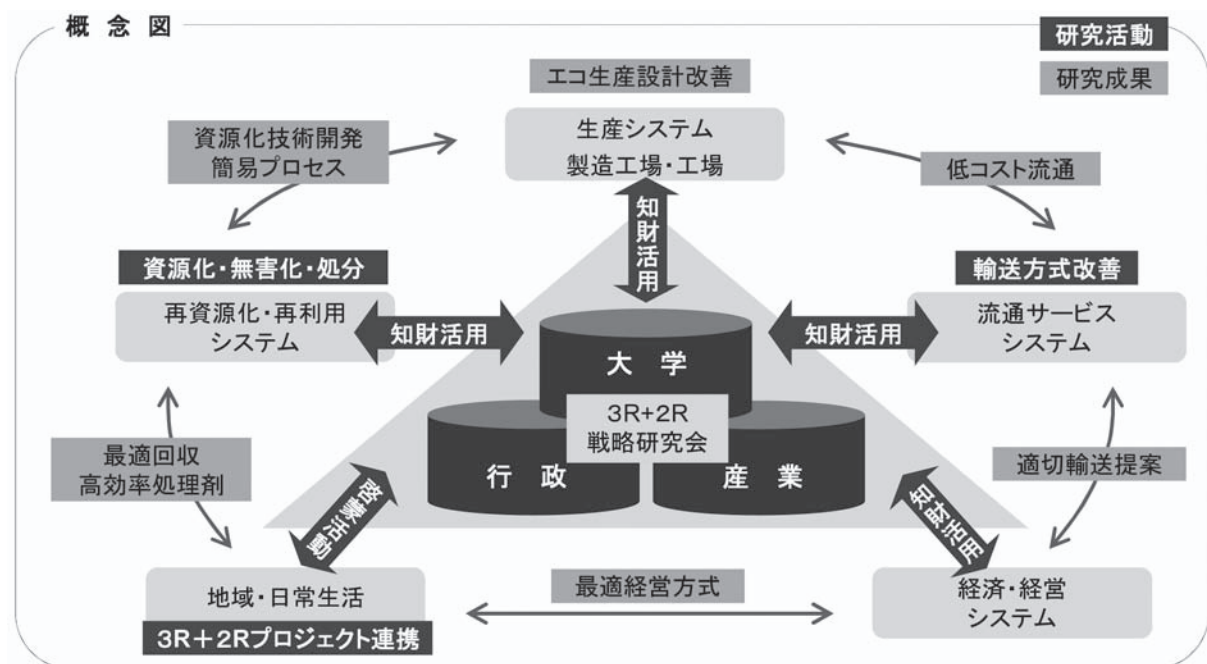 概念図
研究活動
研究成果
エコ生産設計改善
生産システム
製造工場・工場
資源化技術開発
簡易プロセス
低コスト流通
知財活用
資源化・無害化・処分
再資源化・再利用
システム
知財活用
知財活用
輸送方式改善
流通サービス
システム
大学
3R+2R
戦略研究会
行政
産業
最適回収
高効率処理剤
適切輸送提案
啓蒙活動
知財活用
地域・日常生活
3R+2Rプロジェクト連携
最適経営方式
経済・経営
システム